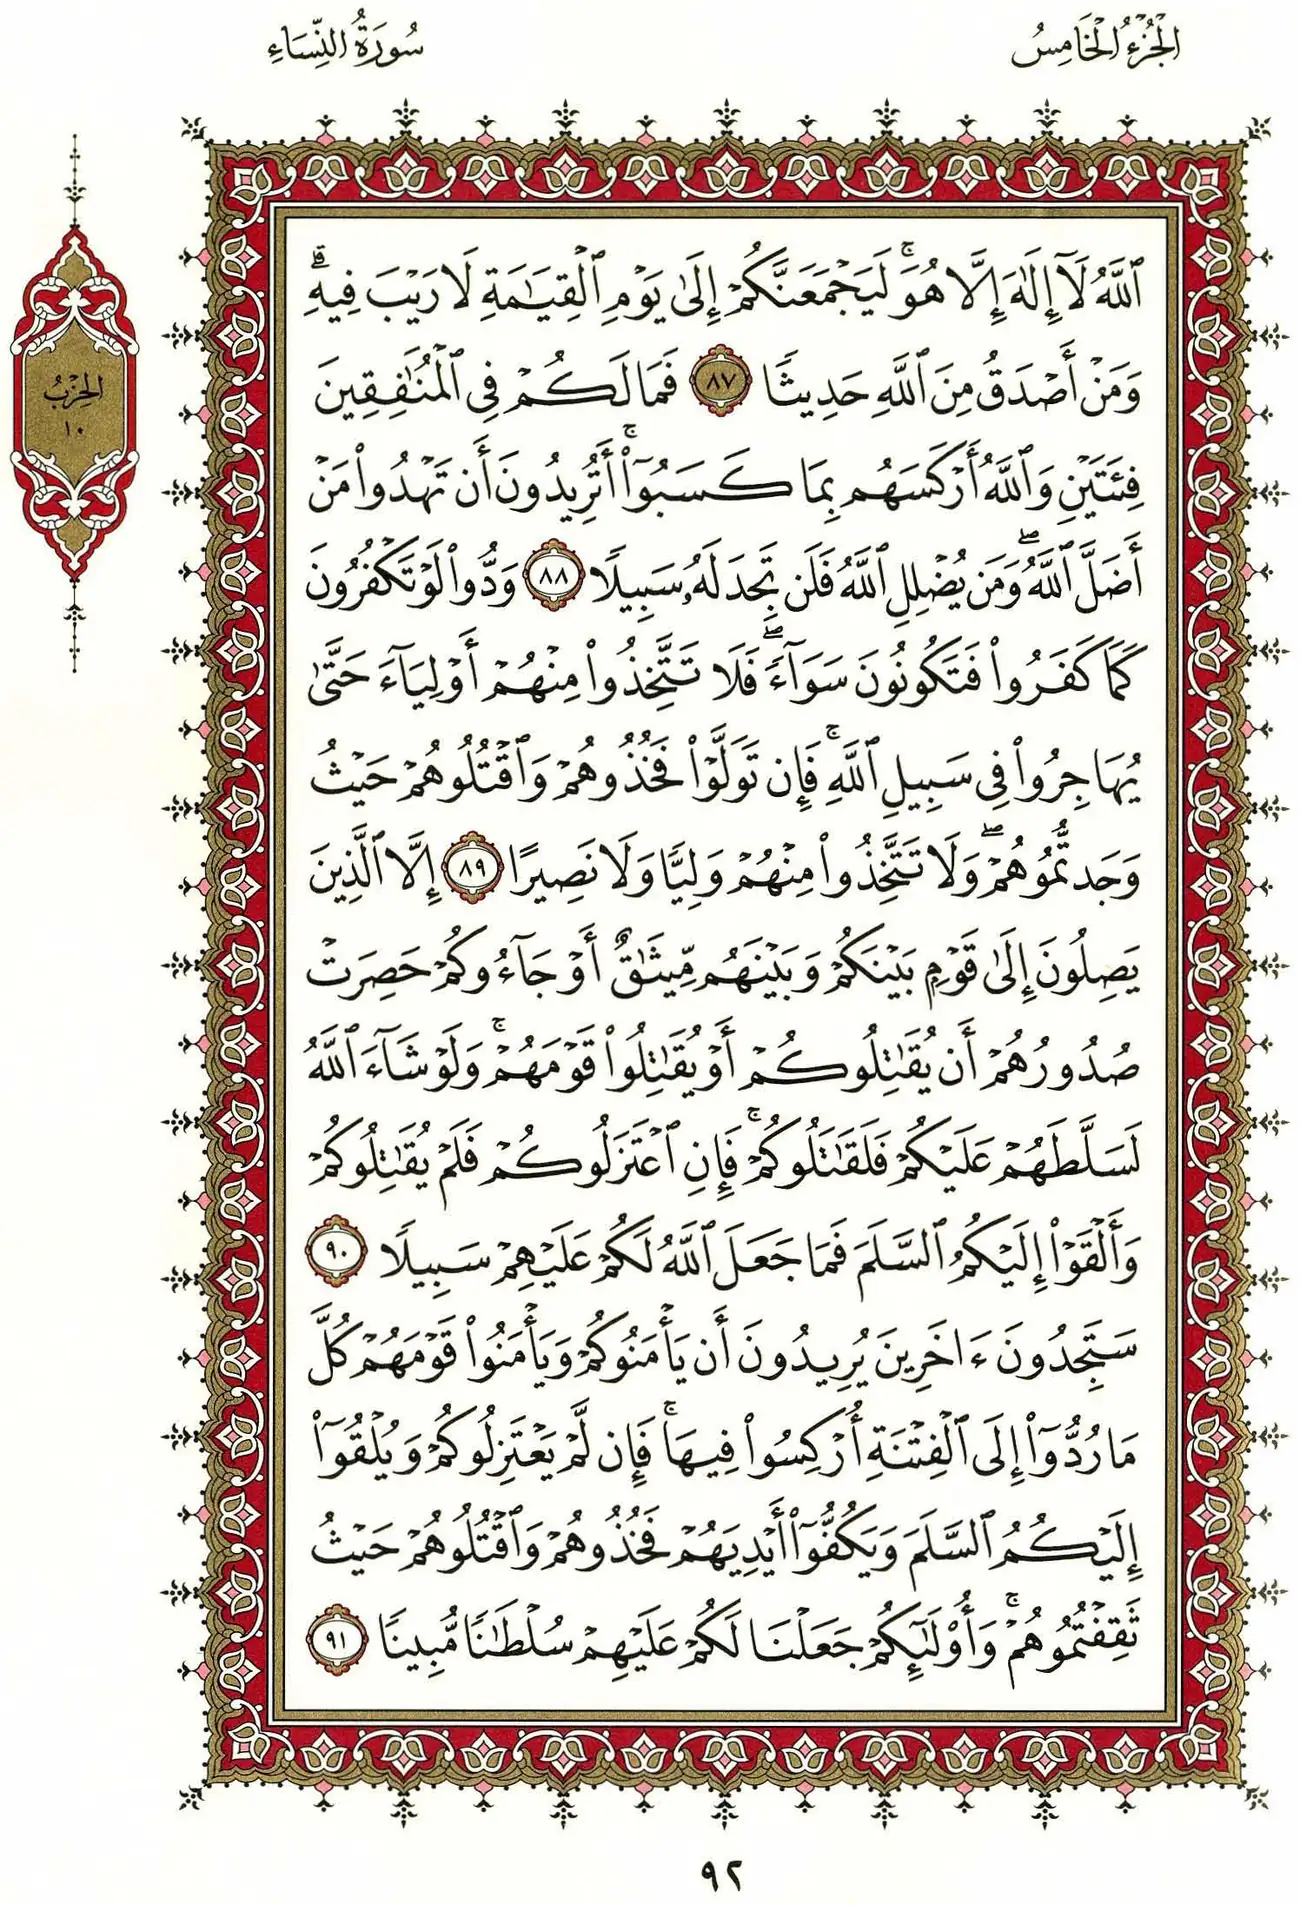 الجُزْءُ الخَامِسُ
سُورَةُ النِّسَاءِ
ٱللَّهُ لَآ إِلَٰهَ إِلَّا هُوَۚ لَيَجْمَعَنَّكُمْ إِلَىٰ يَوْمِ ٱلْقِيَٰمَةِ لَا رَيْبَ فِيهِۗ
وَمَنْ أَصْدَقُ مِنَ ٱللَّهِ حَدِيثًا ٨٧ فَمَا لَكُمْ فِى ٱلْمُنَٰفِقِينَ
فِئَتَيْنِ وَٱللَّهُ أَرْكَسَهُم بِمَا كَسَبُوٓا۟ۚ أَتُرِيدُونَ أَن تَهْدُوا۟ مَنْ
أَضَلَّ ٱللَّهُۖ وَمَن يُضْلِلِ ٱللَّهُ فَلَن تَجِدَ لَهُۥ سَبِيلًا ٨٨ وَدُّوا۟ لَوْ تَكْفُرُونَ
كَمَا كَفَرُوا۟ فَتَكُونُونَ سَوَآءًۖ فَلَا تَتَّخِذُوا۟ مِنْهُمْ أَوْلِيَآءَ حَتَّىٰ
يُهَاجِرُوا۟ فِى سَبِيلِ ٱللَّهِۚ فَإِن تَوَلَّوْا۟ فَخُذُوهُمْ وَٱقْتُلُوهُمْ حَيْثُ
وَجَدتُّمُوهُمْۖ وَلَا تَتَّخِذُوا۟ مِنْهُمْ وَلِيًّا وَلَا نَصِيرًا ٨٩ إِلَّا ٱلَّذِينَ
يَصِلُونَ إِلَىٰ قَوْمٍۭ بَيْنَكُمْ وَبَيْنَهُم مِّيثَٰقٌ أَوْ جَآءُوكُمْ حَصِرَتْ
صُدُورُهُمْ أَن يُقَٰتِلُوكُمْ أَوْ يُقَٰتِلُوا۟ قَوْمَهُمْۚ وَلَوْ شَآءَ ٱللَّهُ
لَسَلَّطَهُمْ عَلَيْكُمْ فَلَقَٰتَلُوكُمْۚ فَإِنِ ٱعْتَزَلُوكُمْ فَلَمْ يُقَٰتِلُوكُمْ
وَأَلْقَوْا۟ إِلَيْكُمُ ٱلسَّلَمَ فَمَا جَعَلَ ٱللَّهُ لَكُمْ عَلَيْهِمْ سَبِيلًا ٩٠
سَتَجِدُونَ ءَاخَرِينَ يُرِيدُونَ أَن يَأْمَنُوكُمْ وَيَأْمَنُوا۟ قَوْمَهُمْ كُلَّ
مَا رُدُّوٓا۟ إِلَى ٱلْفِتْنَةِ أُرْكِسُوا۟ فِيهَاۚ فَإِن لَّمْ يَعْتَزِلُوكُمْ وَيُلْقُوٓا۟
إِلَيْكُمُ ٱلسَّلَمَ وَيَكُفُّوٓا۟ أَيْدِيَهُمْ فَخُذُوهُمْ وَٱقْتُلُوهُمْ حَيْثُ
ثَقِفْتُمُوهُمْۚ وَأُو۟لَٰٓئِكُمْ جَعَلْنَا لَكُمْ عَلَيْهِمْ سُلْطَٰنًا مُّبِينًا ٩١
الحِزْبُ
١٠
٩٢